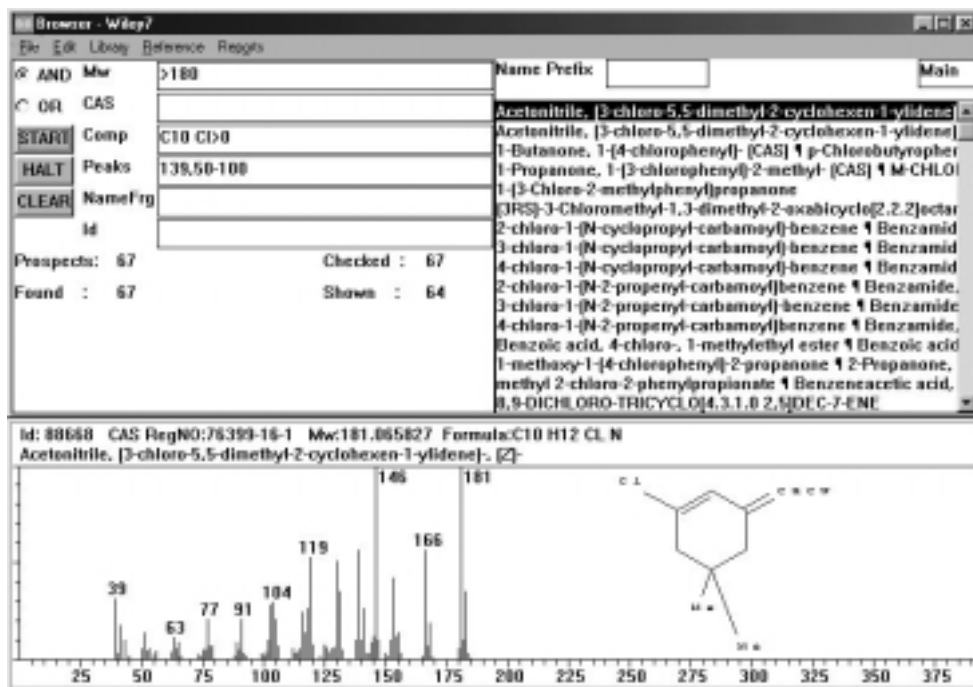 Browser - Wiley7
File Edit Library Reference Reports
AND Mw >180
OR CAS
START Comp C10 Cl>0
HALT Peaks 139,50-100
CLEAR NameFrg
Id
Prospects: 67 Checked : 67
Found : 67 Shown : 64
Name Prefix Main
Acetonitrile, (3-chloro-5,5-dimethyl-2-cyclohexen-1-ylidene)
Acetonitrile, (3-chloro-5,5-dimethyl-2-cyclohexen-1-ylidene)
1-Butanone, 1-(4-chlorophenyl)- (CAS) ¶ p-Chlorobutyrophen
1-Propanone, 1-(3-chlorophenyl)-2-methyl- (CAS) ¶ M-CHLO
1-(3-Chloro-2-methylphenyl)propanone
(3RS)-3-Chloromethyl-1,3-dimethyl-2-oxabicyclo[2.2.2]octan
2-chloro-1-(N-cyclopropyl-carbamoyl)-benzene ¶ Benzamid
3-chloro-1-(N-cyclopropyl-carbamoyl)-benzene ¶ Benzamid
4-chloro-1-(N-cyclopropyl-carbamoyl)-benzene ¶ Benzamid
2-chloro-1-(N-2-propenyl-carbamoyl)benzene ¶ Benzamide,
3-chloro-1-(N-2-propenyl-carbamoyl)-benzene ¶ Benzamide
4-chloro-1-(N-2-propenyl-carbamoyl)benzene ¶ Benzamide,
Benzoic acid, 4-chloro-, 1-methylethyl ester ¶ Benzoic acid
1-methoxy-1-(4-chlorophenyl)-2-propanone ¶ 2-Propanone,
methyl 2-chloro-2-phenylpropionate ¶ Benzeneacetic acid,
8,9-DICHLORO-TRICYCLO[4.3.1.0 2,5]DEC-7-ENE
Id: 88668 CAS RegNO:76399-16-1 Mw:181.065827 Formula:C10 H12 CL N
Acetonitrile, (3-chloro-5,5-dimethyl-2-cyclohexen-1-ylidene)-, (Z)-
39 63 77 91 104 119 146 166 181
Cl
Me
Me
25 50 75 100 125 150 175 200 225 250 275 300 325 350 375